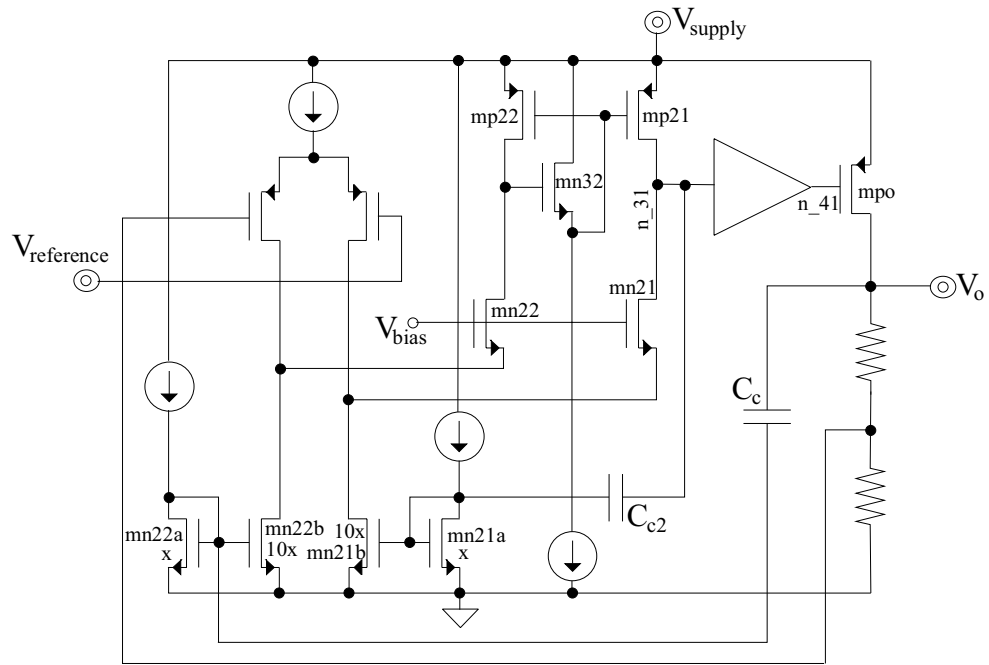 V_supply
mp22
mp21
mn32
n_31
n_41
mpo
V_reference
mn21
mn22
V_bias
V_o
C_c
C_c2
mn22a
x
mn22b
10x
10x
mn21b
mn21a
x